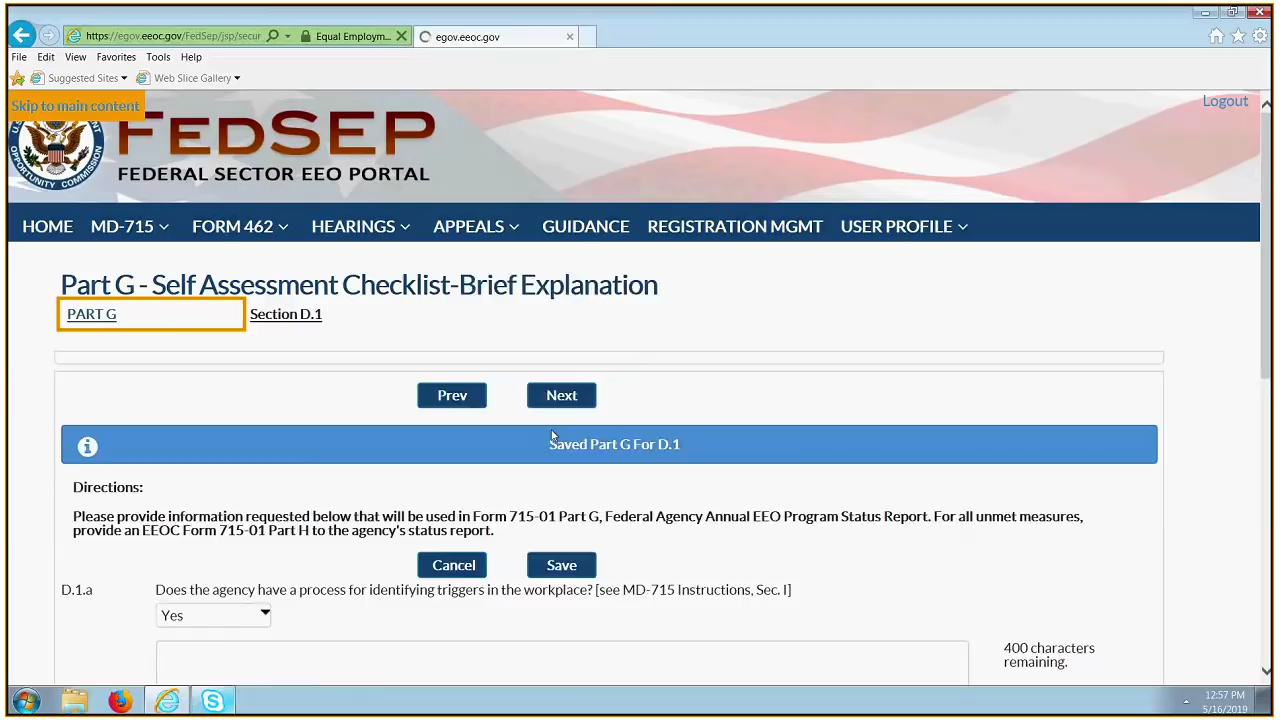 https://egov.eeoc.gov/FedSep/jsp/secur
Equal Employm...
egov.eeoc.gov
File Edit View Favorites Tools Help
Suggested Sites
Web Slice Gallery
Skip to main content
Logout
OPPORTUNITY COMMISSION
FEDSEP
FEDERAL SECTOR EEO PORTAL
HOME MD-715 FORM 462 HEARINGS APPEALS GUIDANCE REGISTRATION MGMT USER PROFILE
Part G - Self Assessment Checklist-Brief Explanation
PART G
Section D.1
Prev
Next
Saved Part G For D.1
Directions:
Please provide information requested below that will be used in Form 715-01 Part G, Federal Agency Annual EEO Program Status Report. For all unmet measures,
provide an EEOC Form 715-01 Part H to the agency's status report.
Cancel
Save
D.1.a
Does the agency have a process for identifying triggers in the workplace? [see MD-715 Instructions, Sec. I]
Yes
400 characters
remaining.
12:57 PM
5/16/2019